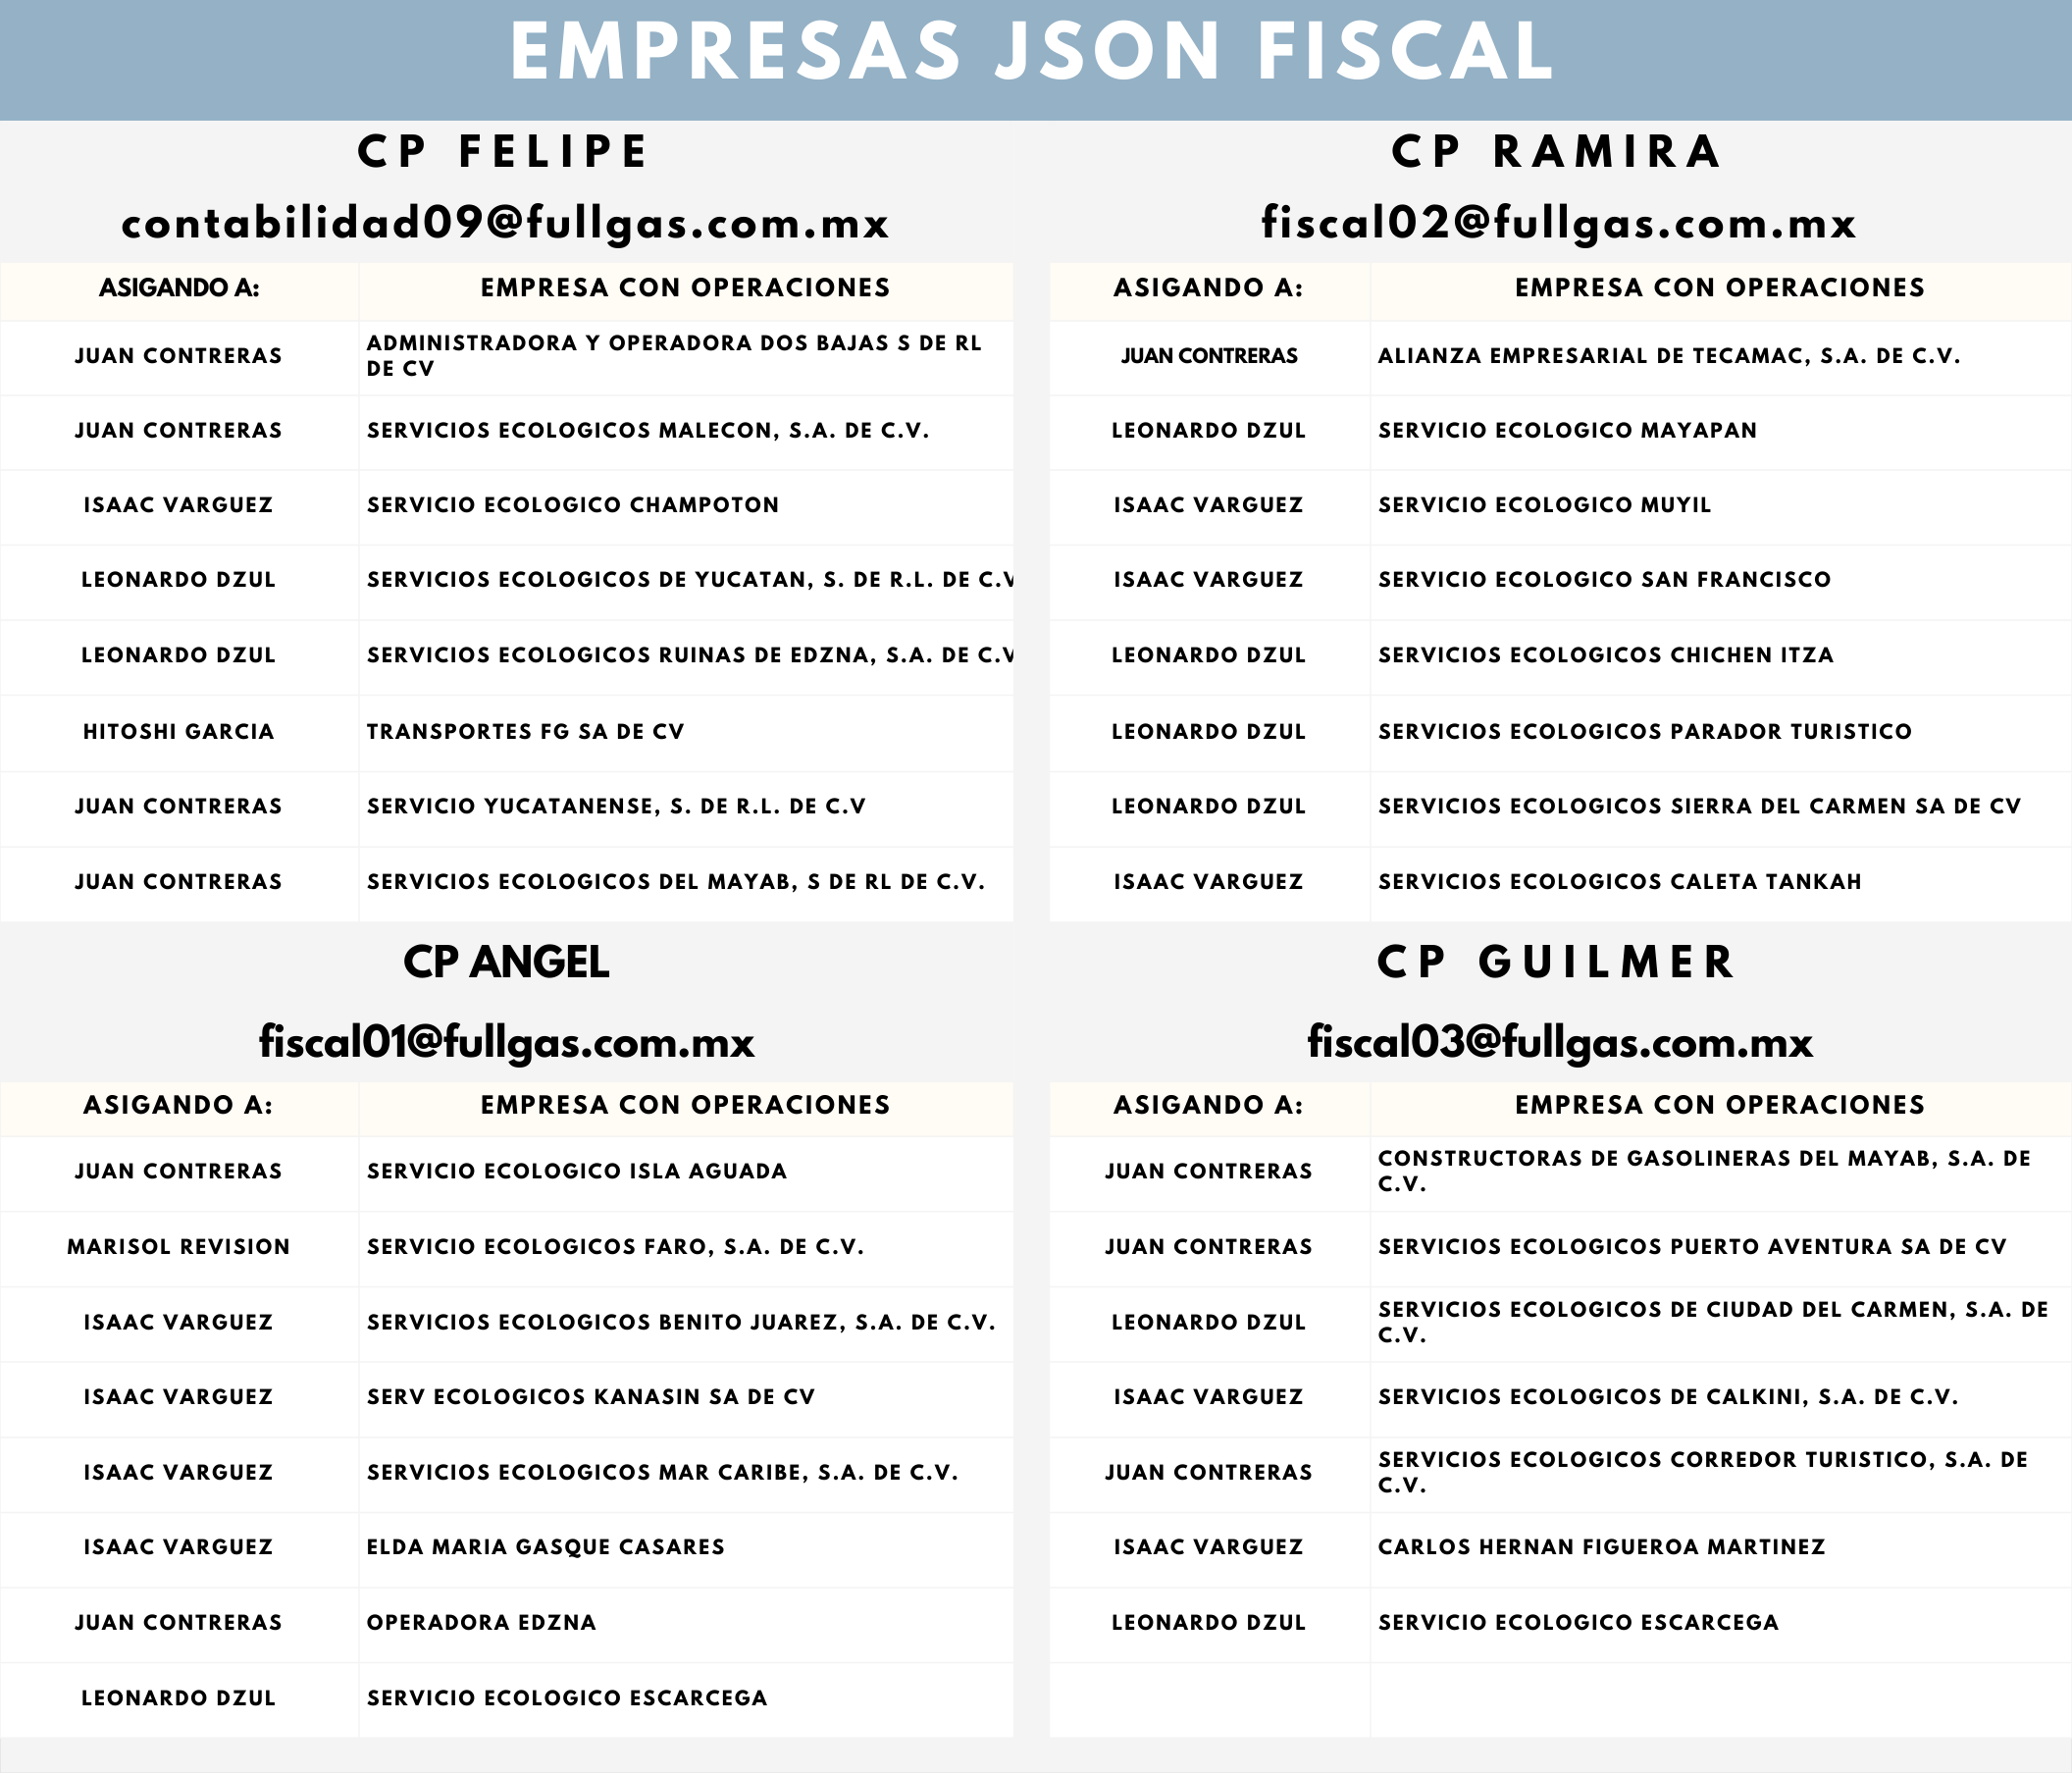 EMPRESAS JSON FISCAL
CP FELIPE
contabilidad09@fullgas.com.mx
ASIGANDO A: EMPRESA CON OPERACIONES
JUAN CONTRERAS ADMINISTRADORA Y OPERADORA DOS BAJAS S DE RL
DE CV
JUAN CONTRERAS SERVICIOS ECOLOGICOS MALECON, S.A. DE C.V.
ISAAC VARGUEZ SERVICIO ECOLOGICO CHAMPOTON
LEONARDO DZUL SERVICIOS ECOLOGICOS DE YUCATAN, S. DE R.L. DE C.V
LEONARDO DZUL SERVICIOS ECOLOGICOS RUINAS DE EDZNA, S.A. DE C.V
HITOSHI GARCIA TRANSPORTES FG SA DE CV
JUAN CONTRERAS SERVICIO YUCATANENSE, S. DE R.L. DE C.V
JUAN CONTRERAS SERVICIOS ECOLOGICOS DEL MAYAB, S DE RL DE C.V.
CP RAMIRA
fiscal02@fullgas.com.mx
ASIGANDO A: EMPRESA CON OPERACIONES
JUAN CONTRERAS ALIANZA EMPRESARIAL DE TECAMAC, S.A. DE C.V.
LEONARDO DZUL SERVICIO ECOLOGICO MAYAPAN
ISAAC VARGUEZ SERVICIO ECOLOGICO MUYIL
ISAAC VARGUEZ SERVICIO ECOLOGICO SAN FRANCISCO
LEONARDO DZUL SERVICIOS ECOLOGICOS CHICHEN ITZA
LEONARDO DZUL SERVICIOS ECOLOGICOS PARADOR TURISTICO
LEONARDO DZUL SERVICIOS ECOLOGICOS SIERRA DEL CARMEN SA DE CV
ISAAC VARGUEZ SERVICIOS ECOLOGICOS CALETA TANKAH
CP ANGEL
fiscal01@fullgas.com.mx
ASIGANDO A: EMPRESA CON OPERACIONES
JUAN CONTRERAS SERVICIO ECOLOGICO ISLA AGUADA
MARISOL REVISION SERVICIO ECOLOGICOS FARO, S.A. DE C.V.
ISAAC VARGUEZ SERVICIOS ECOLOGICOS BENITO JUAREZ, S.A. DE C.V.
ISAAC VARGUEZ SERV ECOLOGICOS KANASIN SA DE CV
ISAAC VARGUEZ SERVICIOS ECOLOGICOS MAR CARIBE, S.A. DE C.V.
ISAAC VARGUEZ ELDA MARIA GASQUE CASARES
JUAN CONTRERAS OPERADORA EDZNA
LEONARDO DZUL SERVICIO ECOLOGICO ESCARCEGA
CP GUILMER
fiscal03@fullgas.com.mx
ASIGANDO A: EMPRESA CON OPERACIONES
JUAN CONTRERAS CONSTRUCTORAS DE GASOLINERAS DEL MAYAB, S.A. DE
C.V.
JUAN CONTRERAS SERVICIOS ECOLOGICOS PUERTO AVENTURA SA DE CV
LEONARDO DZUL SERVICIOS ECOLOGICOS DE CIUDAD DEL CARMEN, S.A. DE
C.V.
ISAAC VARGUEZ SERVICIOS ECOLOGICOS DE CALKINI, S.A. DE C.V.
JUAN CONTRERAS SERVICIOS ECOLOGICOS CORREDOR TURISTICO, S.A. DE
C.V.
ISAAC VARGUEZ CARLOS HERNAN FIGUEROA MARTINEZ
LEONARDO DZUL SERVICIO ECOLOGICO ESCARCEGA